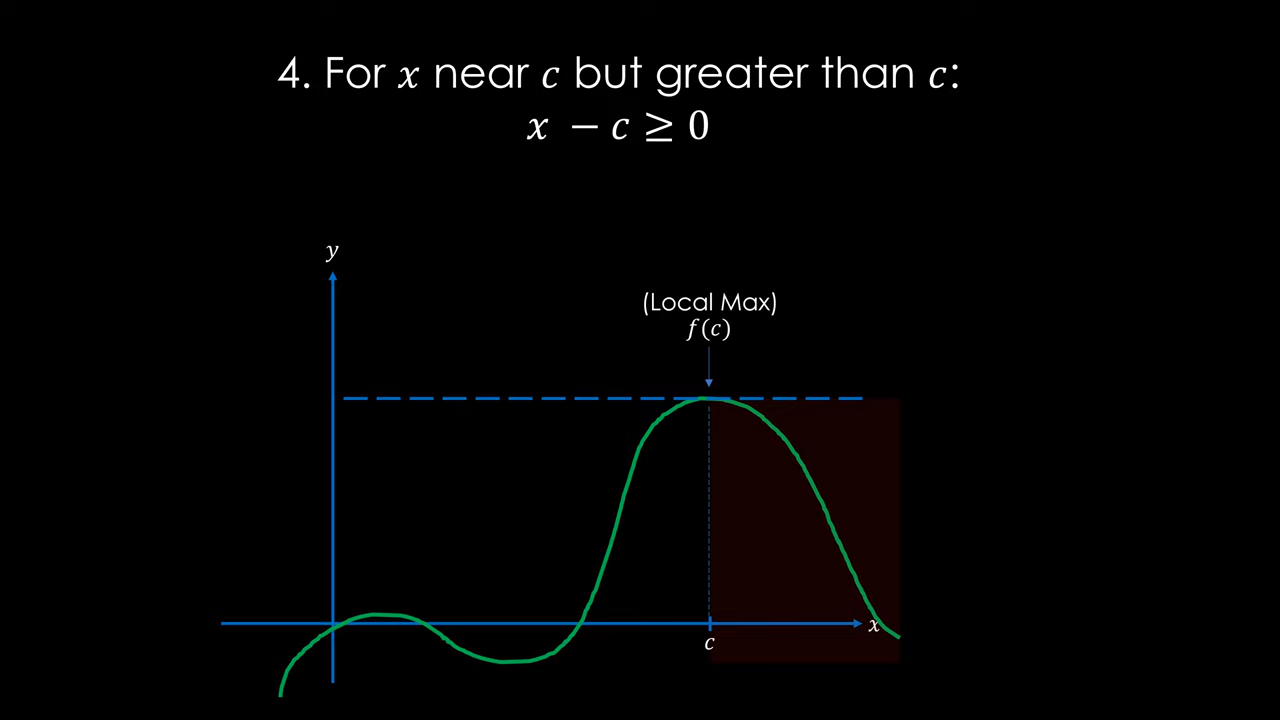 4. For x near c but greater than c:
x − c ≥ 0
y
(Local Max)
f(c)
x
c